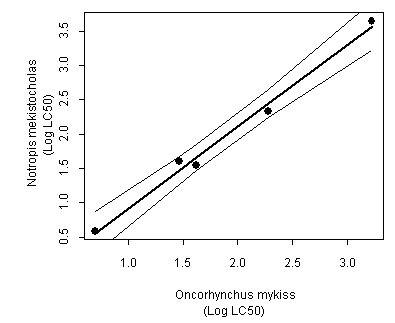 Notropis mekistocholas
(Log LC50)
3.5
3.0
2.5
2.0
1.5
1.0
0.5
1.0 1.5 2.0 2.5 3.0
Oncorhynchus mykiss
(Log LC50)